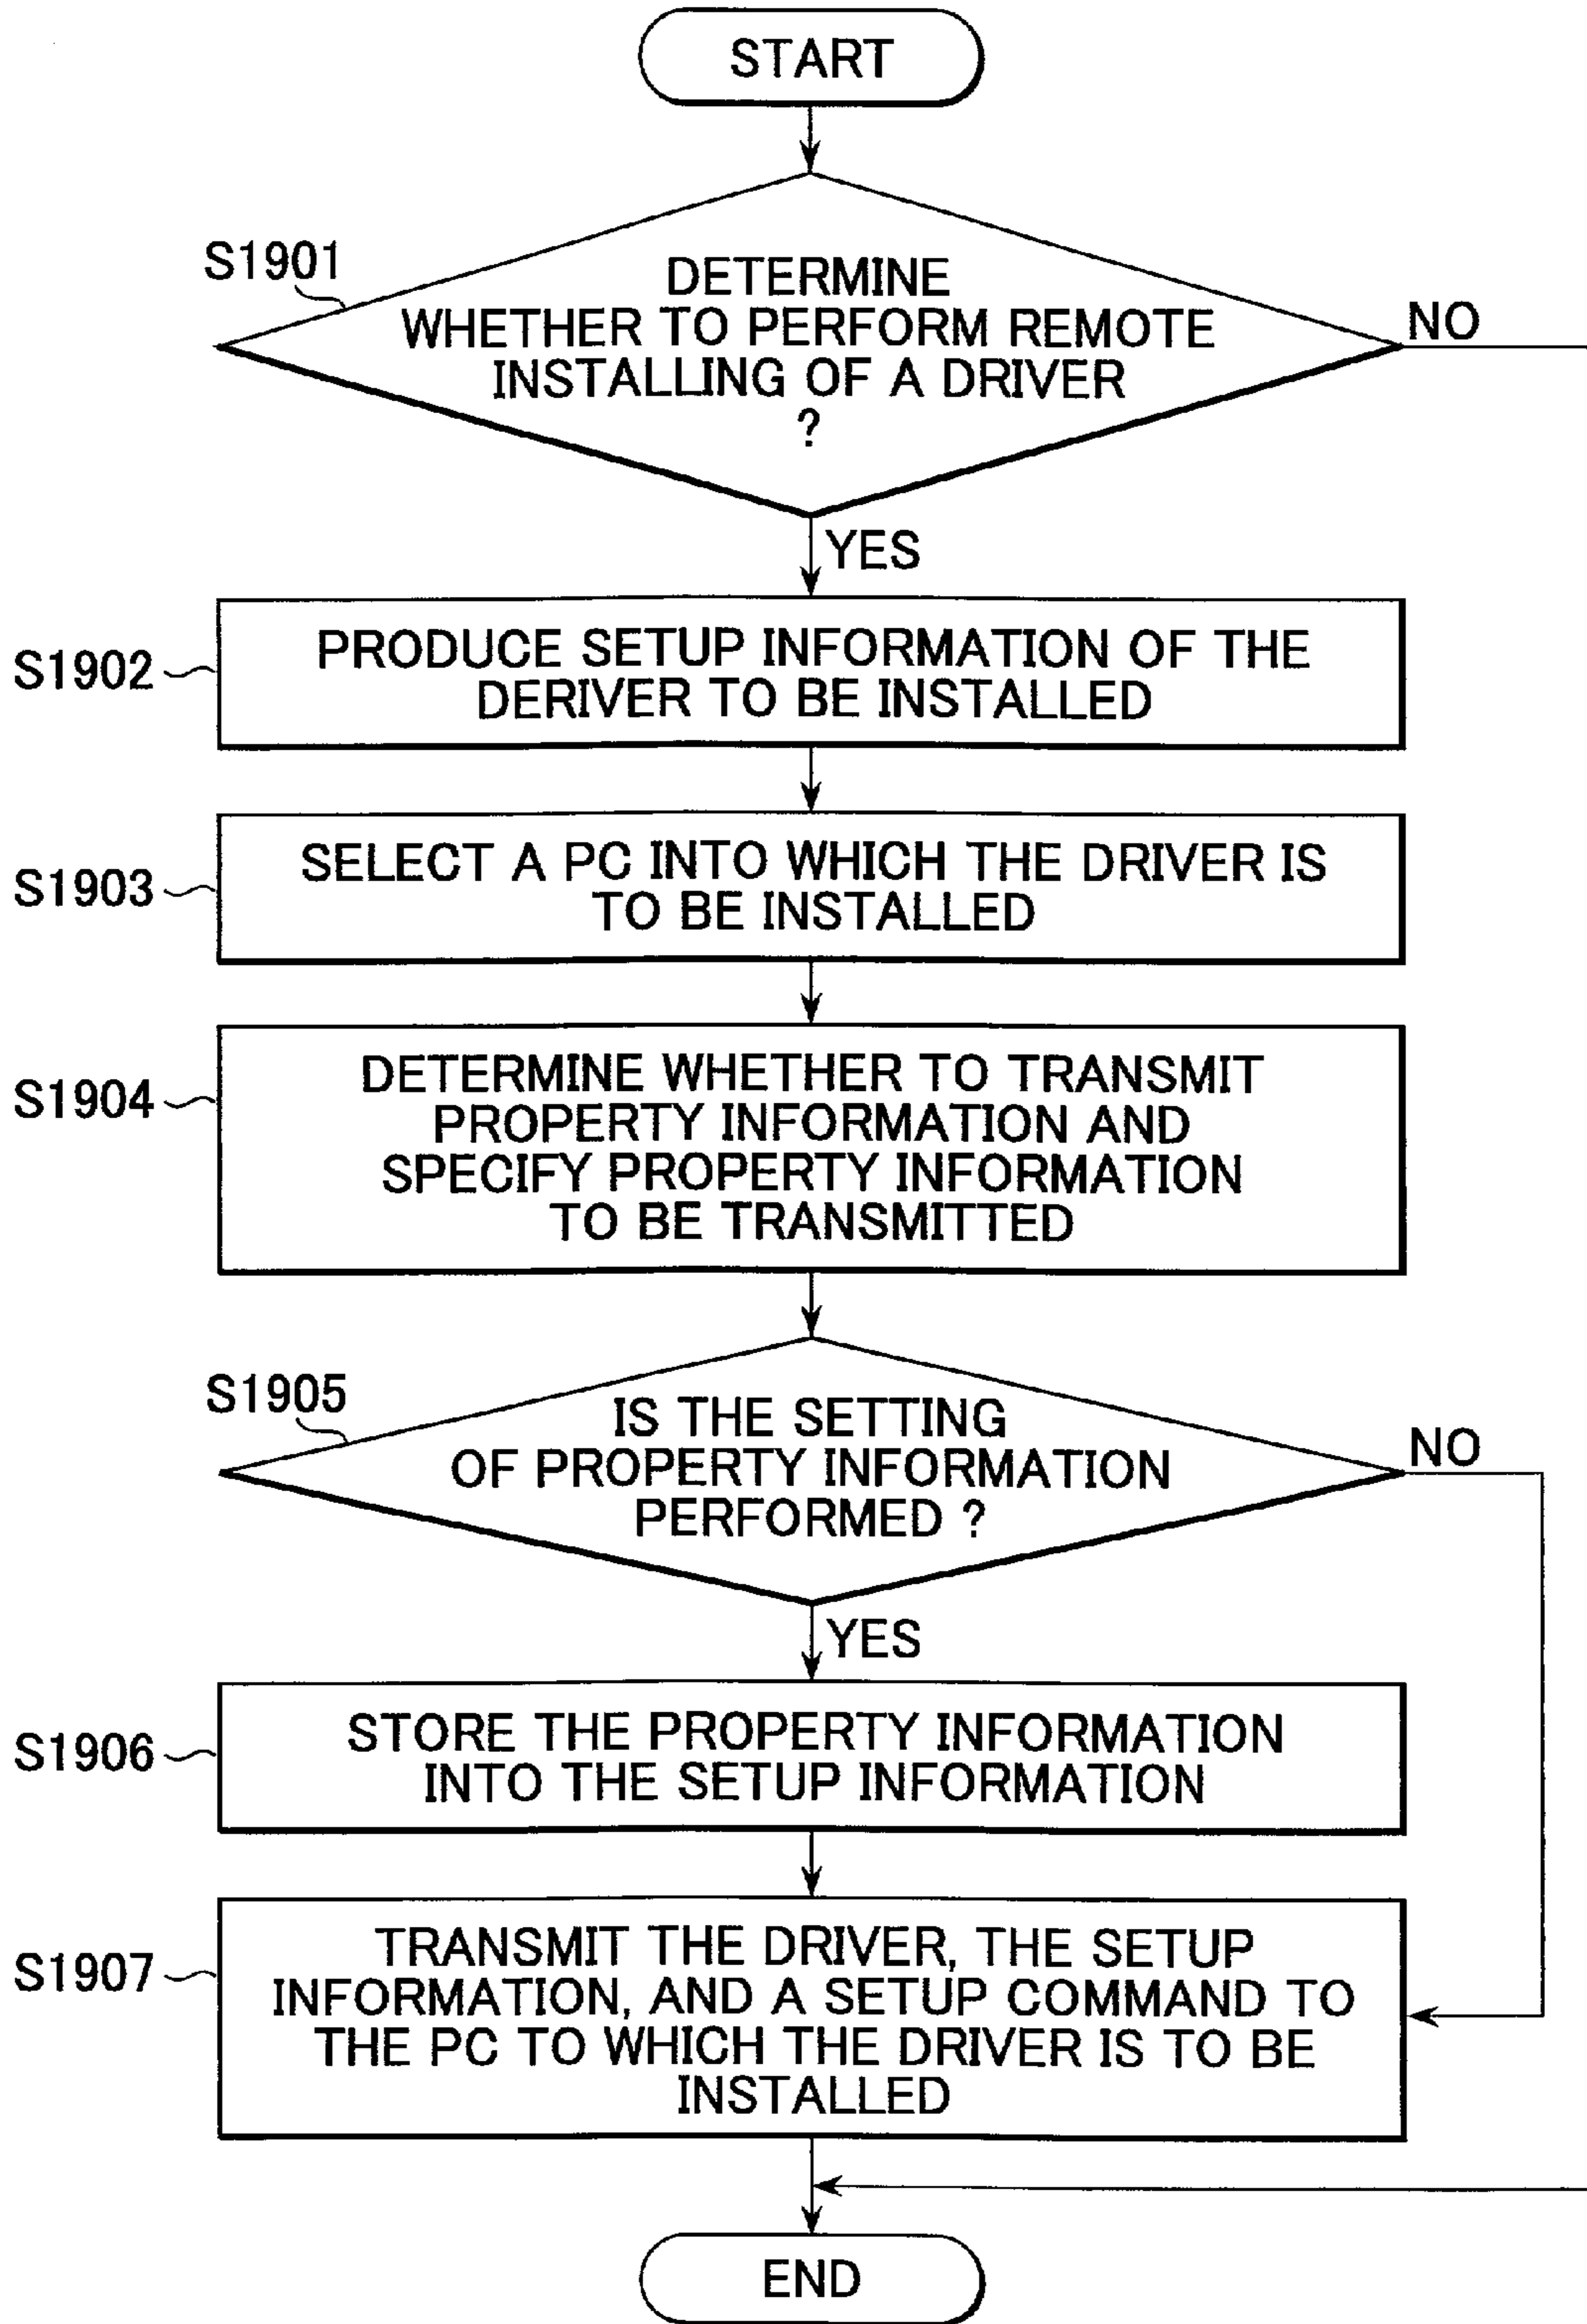 START
S1901
DETERMINE
WHETHER TO PERFORM REMOTE
INSTALLING OF A DRIVER
?
NO
YES
S1902
PRODUCE SETUP INFORMATION OF THE
DERIVER TO BE INSTALLED
S1903
SELECT A PC INTO WHICH THE DRIVER IS
TO BE INSTALLED
S1904
DETERMINE WHETHER TO TRANSMIT
PROPERTY INFORMATION AND
SPECIFY PROPERTY INFORMATION
TO BE TRANSMITTED
S1905
IS THE SETTING
OF PROPERTY INFORMATION
PERFORMED ?
NO
YES
S1906
STORE THE PROPERTY INFORMATION
INTO THE SETUP INFORMATION
S1907
TRANSMIT THE DRIVER, THE SETUP
INFORMATION, AND A SETUP COMMAND TO
THE PC TO WHICH THE DRIVER IS TO BE
INSTALLED
END